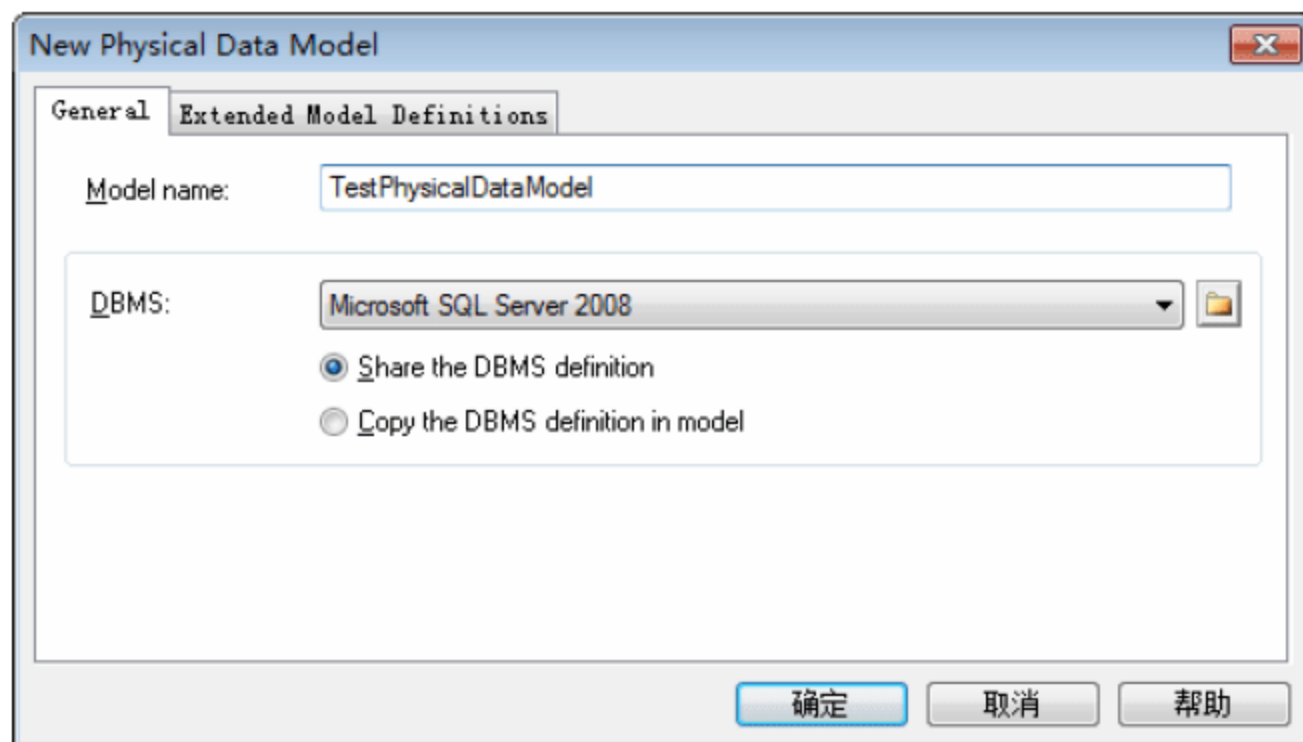 New Physical Data Model
General Extended Model Definitions
Model name: TestPhysicalDataModel
DBMS: Microsoft SQL Server 2008
Share the DBMS definition
Copy the DBMS definition in model
确定 取消 帮助